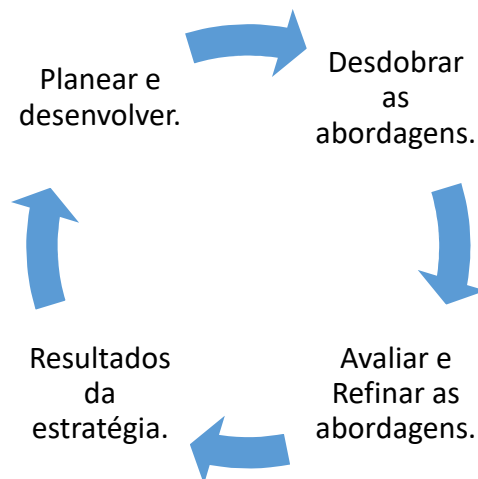 Planear e
desenvolver.
Desdobrar
as
abordagens.
Avaliar e
Refinar as
abordagens.
Resultados
da
estratégia.